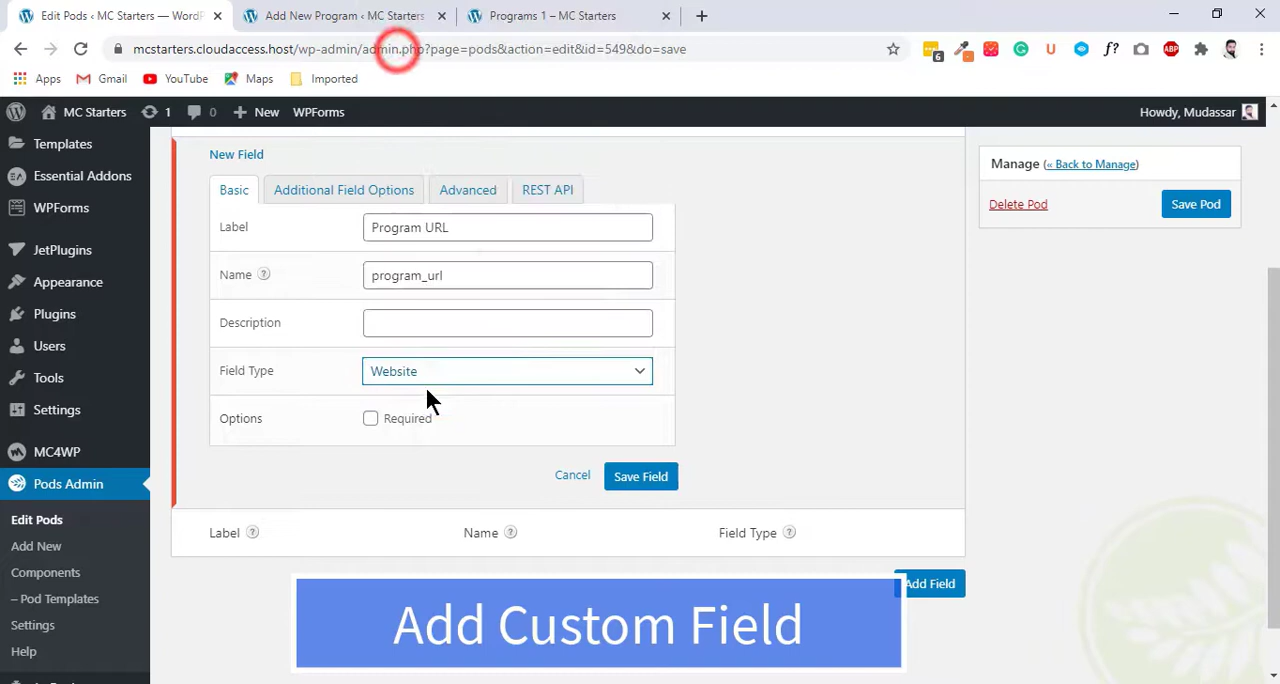 Edit Pods ‹ MC Starters — WordP
Add New Program ‹ MC Starters
Programs 1 – MC Starters
mcstarters.cloudaccess.host/wp-admin/admin.php?page=pods&action=edit&id=549&do=save
6
f?
ABP
Apps
Gmail
YouTube
Maps
Imported
MC Starters
1
0
New
WPForms
Howdy, Mudassar
Templates
Essential Addons
WPForms
JetPlugins
Appearance
Plugins
Users
Tools
Settings
MC4WP
Pods Admin
Edit Pods
Add New
Components
– Pod Templates
Settings
Help
New Field
Basic
Additional Field Options
Advanced
REST API
Label
Program URL
Name ?
program_url
Description
Field Type
Website
Options
Required
Cancel
Save Field
Label ?
Name ?
Field Type ?
Add Field
Manage (« Back to Manage)
Delete Pod
Save Pod
Add Custom Field